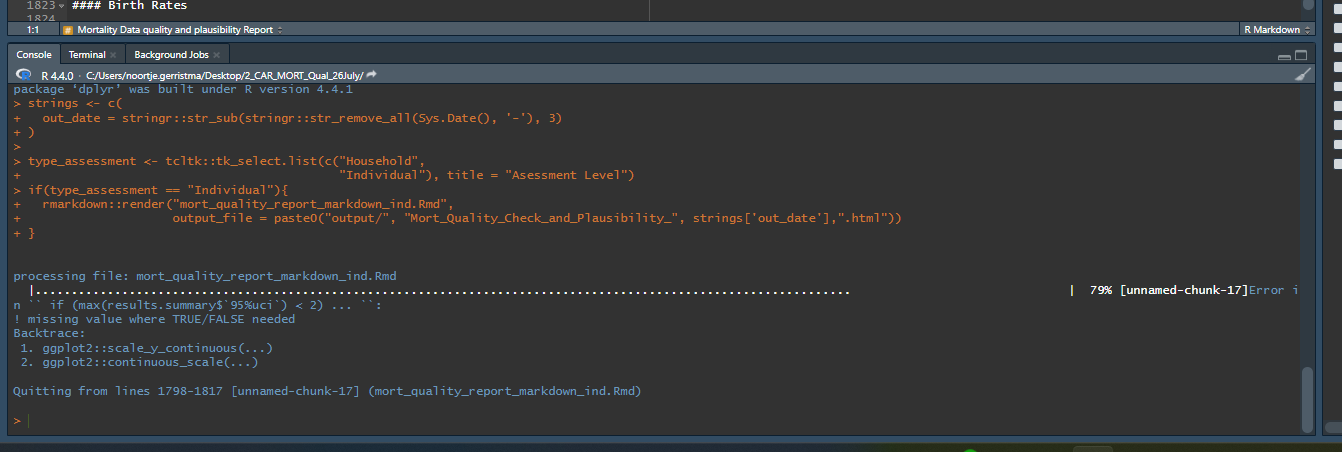 1823 #### Birth Rates
1824
1:1 # Mortality Data quality and plausibility Report R Markdown
Console Terminal Background Jobs
R 4.4.0 · C:/Users/noortje.gerristma/Desktop/2_CAR_MORT_Qual_26July/
package ‘dplyr’ was built under R version 4.4.1
> strings <- c(
+   out_date = stringr::str_sub(stringr::str_remove_all(Sys.Date(), '-'), 3)
+ )
>
> type_assessment <- tcltk::tk_select.list(c("Household",
+                                            "Individual"), title = "Asessment Level")
> if(type_assessment == "Individual"){
+   rmarkdown::render("mort_quality_report_markdown_ind.Rmd",
+                     output_file = paste0("output/", "Mort_Quality_Check_and_Plausibility_", strings['out_date'],".html"))
+ }
processing file: mort_quality_report_markdown_ind.Rmd
|................................................................................................................. | 79% [unnamed-chunk-17]Error i
n `` if (max(results.summary$`95%uci`) < 2) ... ``:
! missing value where TRUE/FALSE needed
Backtrace:
1. ggplot2::scale_y_continuous(...)
2. ggplot2::continuous_scale(...)
Quitting from lines 1798-1817 [unnamed-chunk-17] (mort_quality_report_markdown_ind.Rmd)
>